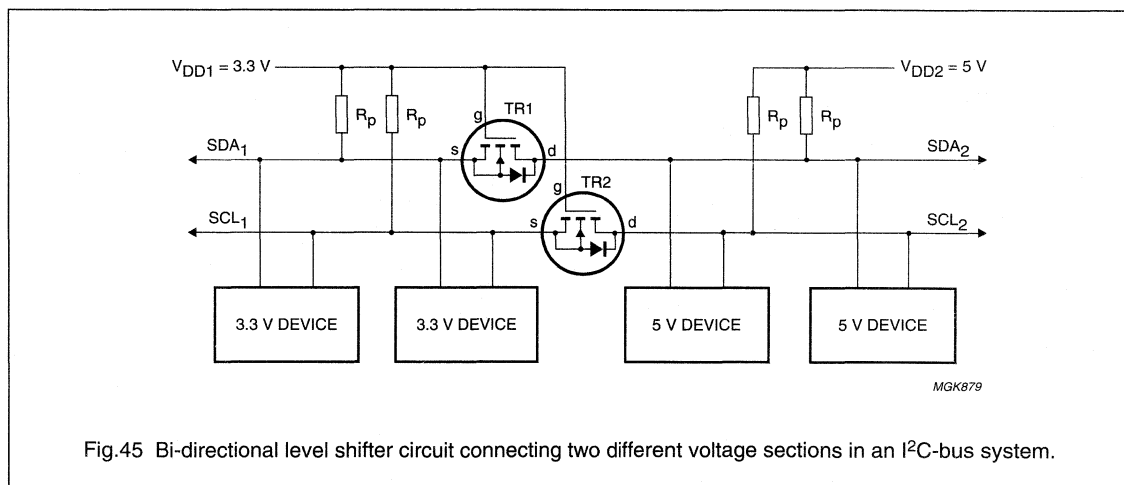 VDD1 = 3.3 V
VDD2 = 5 V
Rp
Rp
TR1
Rp
Rp
g
SDA1
s
d
SDA2
TR2
g
SCL1
s
d
SCL2
3.3 V DEVICE
3.3 V DEVICE
5 V DEVICE
5 V DEVICE
MGK879
Fig.45 Bi-directional level shifter circuit connecting two different voltage sections in an I²C-bus system.